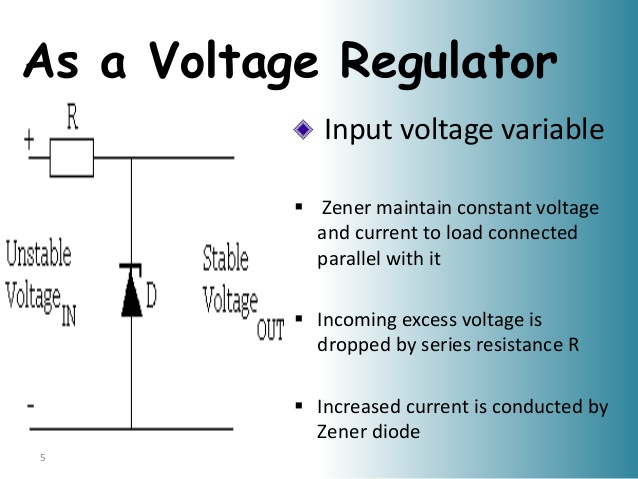 As a Voltage Regulator
R
+
Unstable
Voltage IN
D
Stable
Voltage OUT
-
Input voltage variable
▪ Zener maintain constant voltage
and current to load connected
parallel with it
▪ Incoming excess voltage is
dropped by series resistance R
▪ Increased current is conducted by
Zener diode
5